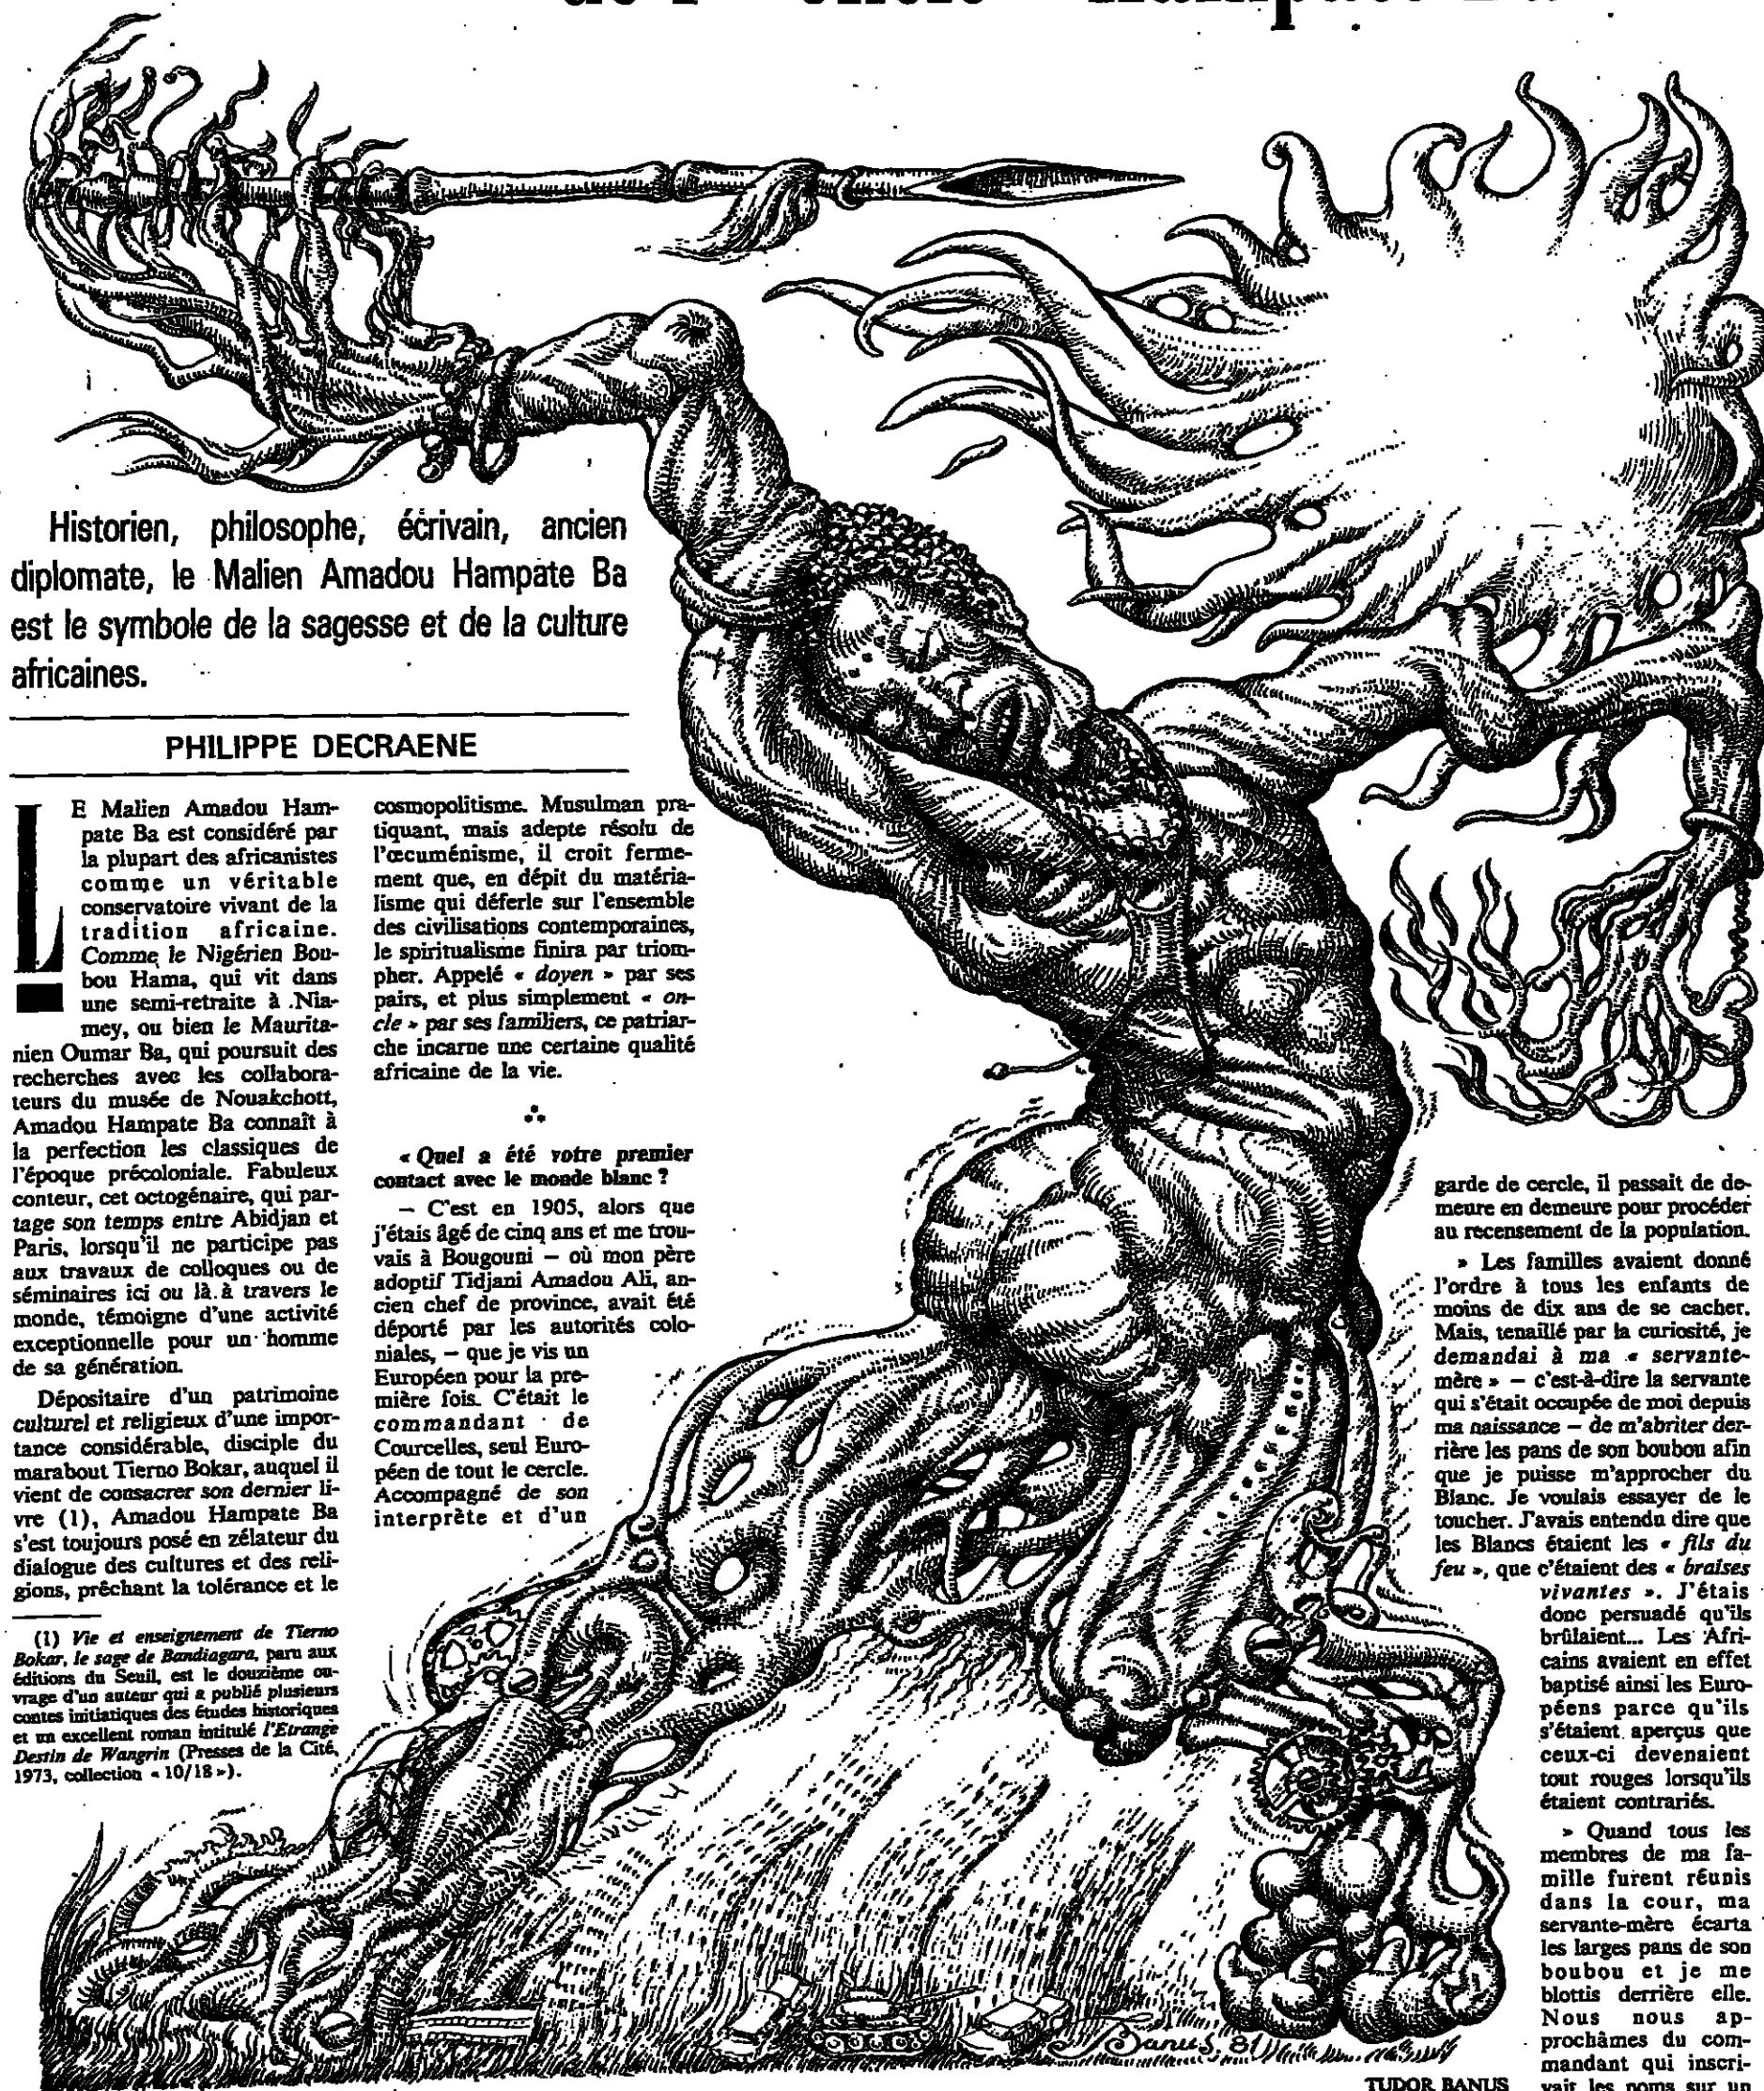 Historien, philosophe, écrivain, ancien
diplomate, le Malien Amadou Hampate Ba
est le symbole de la sagesse et de la culture
africaines.
PHILIPPE DECRAENE
LE Malien Amadou Ham-
pate Ba est considéré par
la plupart des africanistes
comme un véritable
conservatoire vivant de la
tradition africaine.
Comme le Nigérien Bou-
bou Hama, qui vit dans
une semi-retraite à Nia-
mey, ou bien le Maurita-
nien Oumar Ba, qui poursuit des
recherches avec les collabora-
teurs du musée de Nouakchott,
Amadou Hampate Ba connaît à
la perfection les classiques de
l'époque précoloniale. Fabuleux
conteur, cet octogénaire, qui par-
tage son temps entre Abidjan et
Paris, lorsqu'il ne participe pas
aux travaux de colloques ou de
séminaires ici ou là à travers le
monde, témoigne d'une activité
exceptionnelle pour un homme
de sa génération.
Dépositaire d'un patrimoine
culturel et religieux d'une impor-
tance considérable, disciple du
marabout Tierno Bokar, auquel il
vient de consacrer son dernier li-
vre (1), Amadou Hampate Ba
s'est toujours posé en zélateur du
dialogue des cultures et des reli-
gions, prêchant la tolérance et le
(1) Vie et enseignement de Tierno
Bokar, le sage de Bandiagara, paru aux
éditions du Seuil, est le douzième ou-
vrage d'un auteur qui a publié plusieurs
contes initiatiques des études historiques
et un excellent roman intitulé l'Etrange
Destin de Wangrin (Presses de la Cité,
1973, collection « 10/18 »).
cosmopolitisme. Musulman pra-
tiquant, mais adepte résolu de
l'œcuménisme, il croit ferme-
ment que, en dépit du matéria-
lisme qui déferle sur l'ensemble
des civilisations contemporaines,
le spiritualisme finira par triom-
pher. Appelé « doyen » par ses
pairs, et plus simplement « on-
cle » par ses familiers, ce patriar-
che incarne une certaine qualité
africaine de la vie.
« Quel a été votre premier
contact avec le monde blanc ?
– C'est en 1905, alors que
j'étais âgé de cinq ans et me trou-
vais à Bougouni – où mon père
adoptif Tidjani Amadou Ali, an-
cien chef de province, avait été
déporté par les autorités colo-
niales, – que je vis un
Européen pour la pre-
mière fois. C'était le
commandant de
Courcelles, seul Euro-
péen de tout le cercle.
Accompagné de son
interprète et d'un
garde de cercle, il passait de de-
meure en demeure pour procéder
au recensement de la population.
» Les familles avaient donné
l'ordre à tous les enfants de
moins de dix ans de se cacher.
Mais, tenaillé par la curiosité, je
demandai à ma « servante-
mère » – c'est-à-dire la servante
qui s'était occupée de moi depuis
ma naissance – de m'abriter der-
rière les pans de son boubou afin
que je puisse m'approcher du
Blanc. Je voulais essayer de le
toucher. J'avais entendu dire que
les Blancs étaient les « fils du
feu », que c'étaient des « braises
vivantes ». J'étais
donc persuadé qu'ils
brûlaient... Les Afri-
cains avaient en effet
baptisé ainsi les Euro-
péens parce qu'ils
s'étaient aperçus que
ceux-ci devenaient
tout rouges lorsqu'ils
étaient contrariés.
» Quand tous les
membres de ma fa-
mille furent réunis
dans la cour, ma
servante-mère écarta
les larges pans de son
boubou et je me
blottis derrière elle.
Nous nous ap-
prochâmes du com-
mandant qui inscri-
vait les noms sur un
Banus, 81
TUDOR BANUS